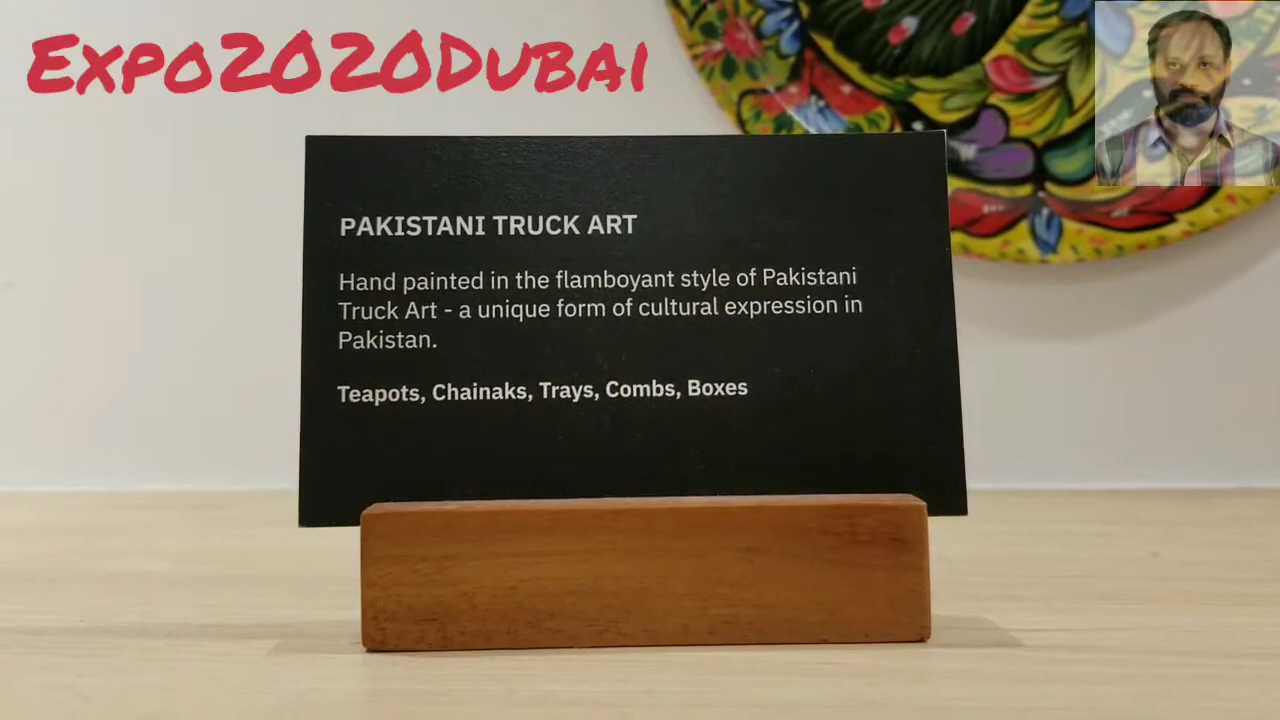 Expo2020Dubai
PAKISTANI TRUCK ART
Hand painted in the flamboyant style of Pakistani
Truck Art - a unique form of cultural expression in
Pakistan.
Teapots, Chainaks, Trays, Combs, Boxes